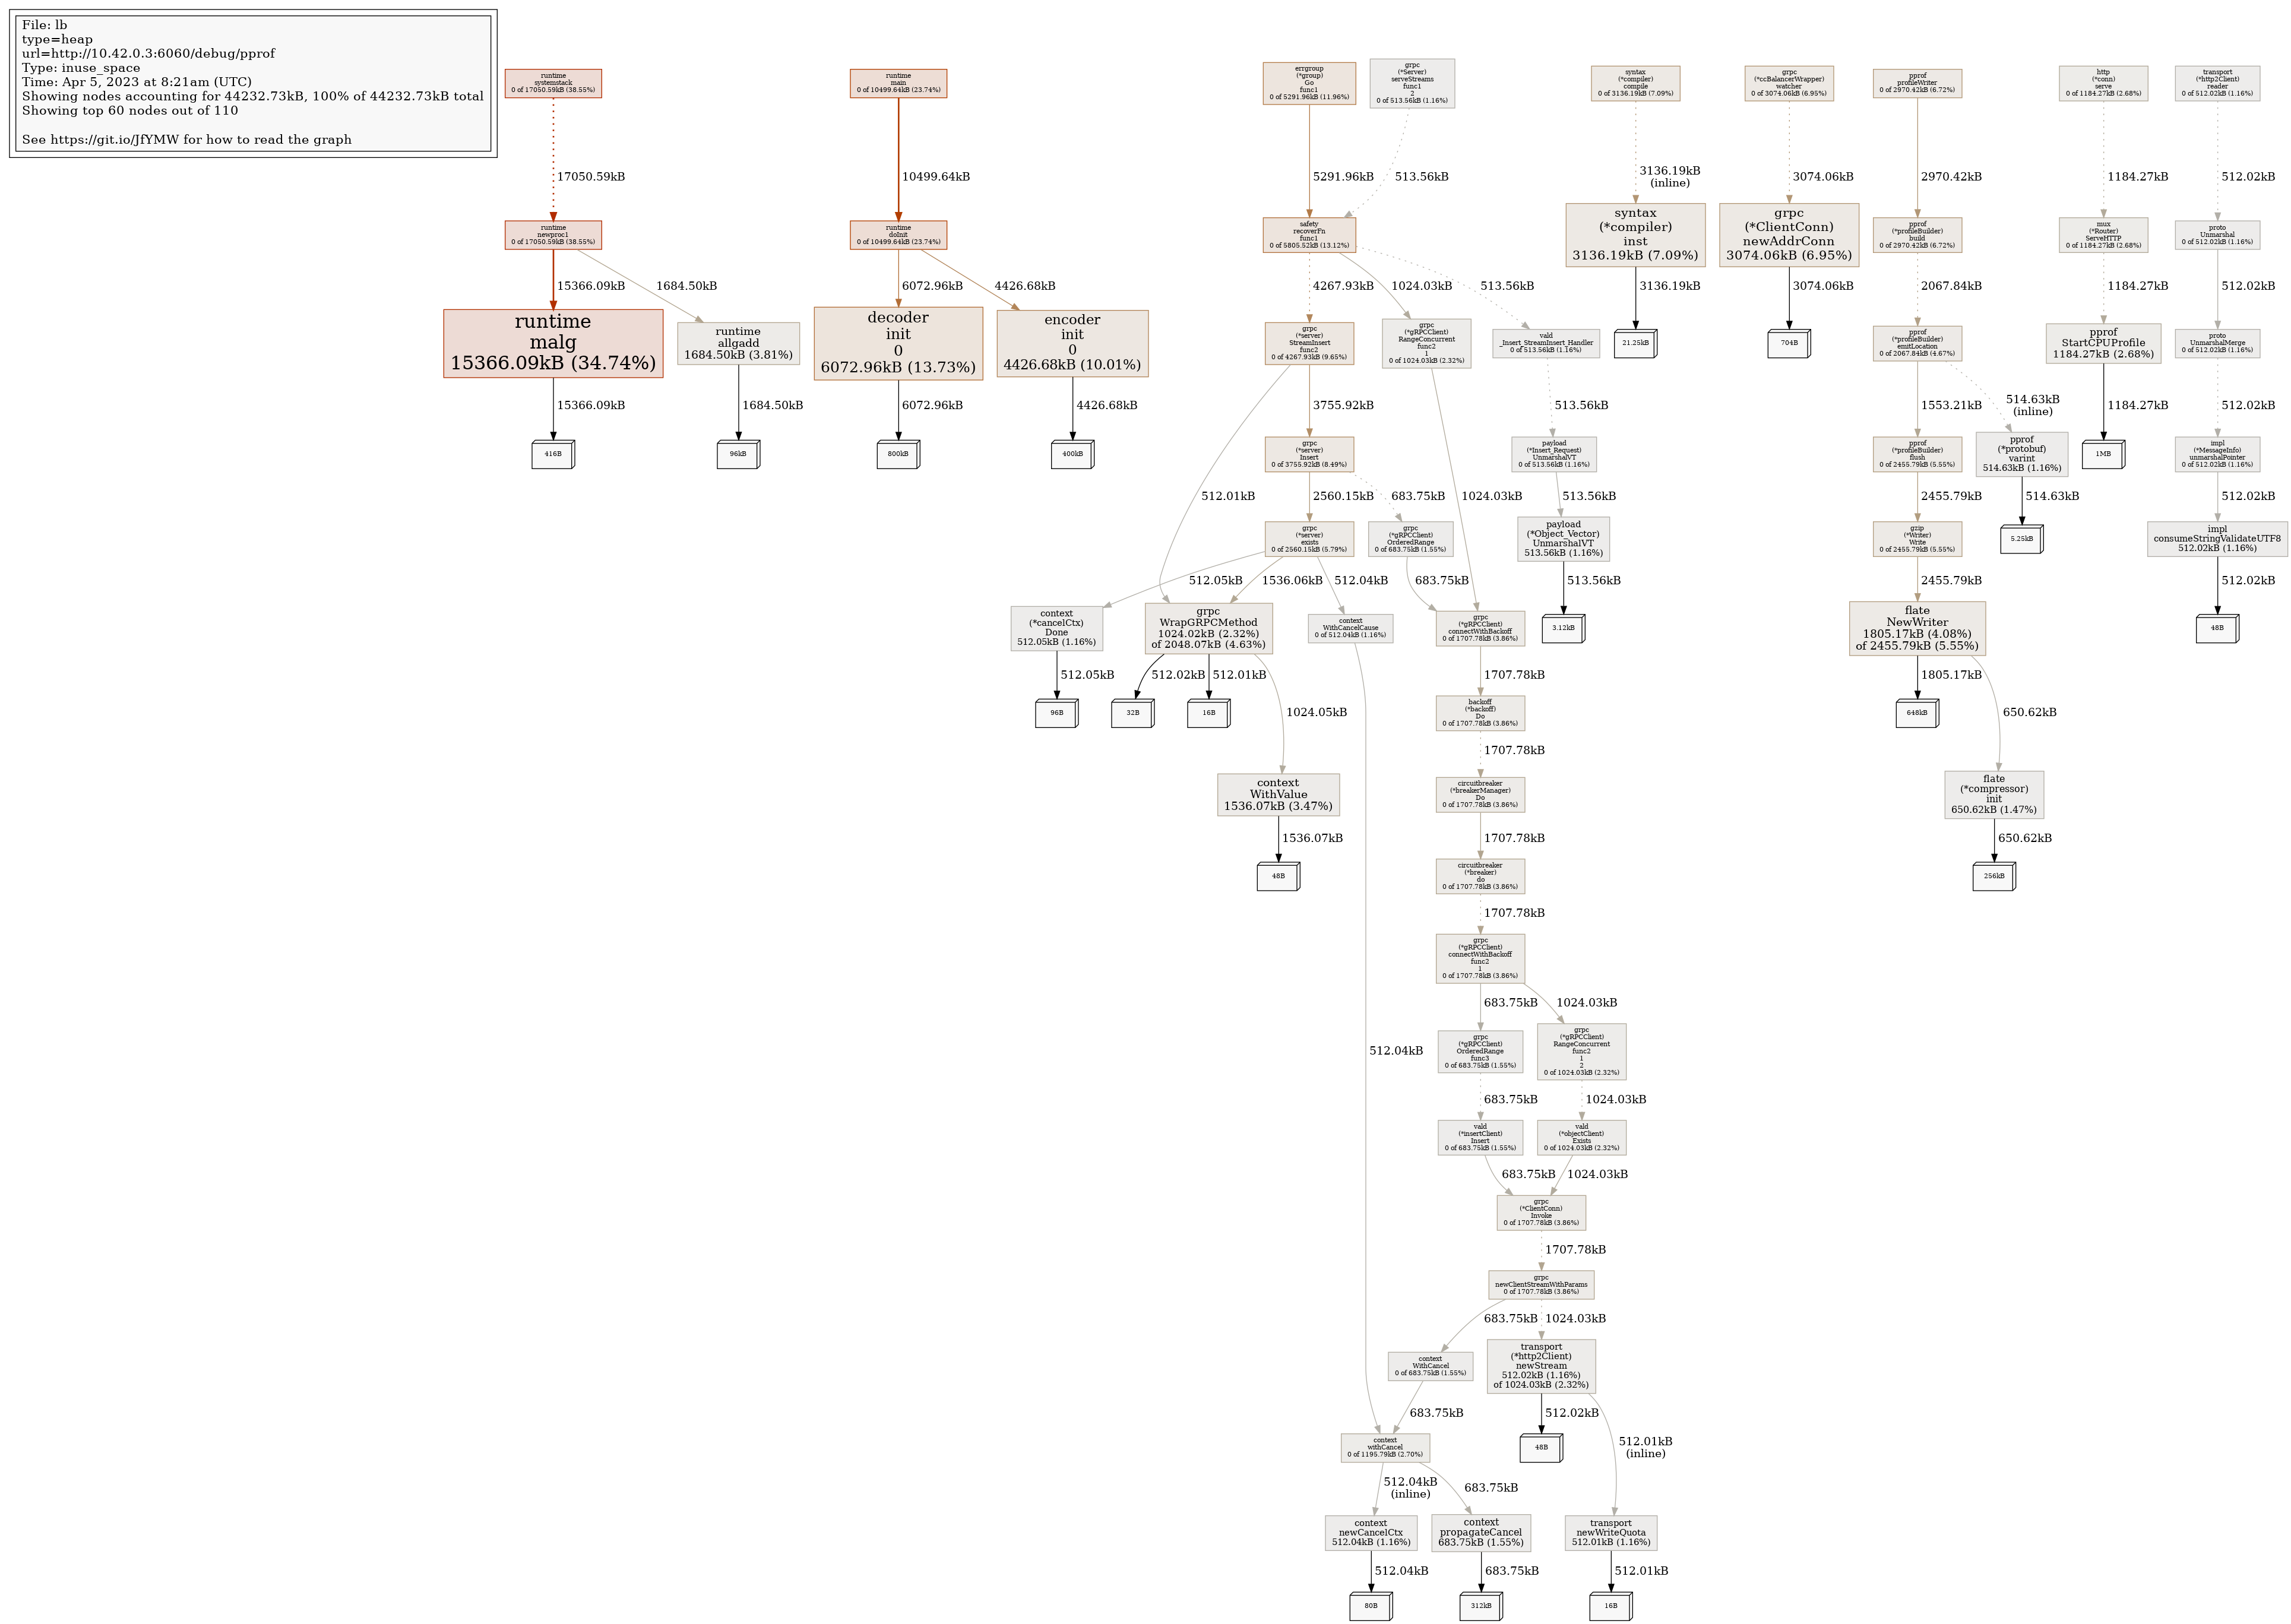 File: lb
type=heap
url=http://10.42.0.3:6060/debug/pprof
Type: inuse_space
Time: Apr 5, 2023 at 8:21am (UTC)
Showing nodes accounting for 44232.73kB, 100% of 44232.73kB total
Showing top 60 nodes out of 110
See https://git.io/JfYMW for how to read the graph
runtime
systemstack
0 of 17050.59kB (38.55%)
17050.59kB
runtime
newproc1
0 of 17050.59kB (38.55%)
15366.09kB
1684.50kB
runtime
malg
15366.09kB (34.74%)
runtime
allgadd
1684.50kB (3.81%)
15366.09kB
1684.50kB
416B
96kB
runtime
main
0 of 10499.64kB (23.74%)
10499.64kB
runtime
doInit
0 of 10499.64kB (23.74%)
6072.96kB
4426.68kB
decoder
init
0
6072.96kB (13.73%)
encoder
init
0
4426.68kB (10.01%)
6072.96kB
4426.68kB
800kB
400kB
errgroup
(*group)
Go
func1
0 of 5291.96kB (11.96%)
grpc
(*Server)
serveStreams
func1
2
0 of 513.56kB (1.16%)
5291.96kB
513.56kB
safety
recoverFn
func1
0 of 5805.52kB (13.12%)
4267.93kB
1024.03kB
513.56kB
grpc
(*server)
StreamInsert
func2
0 of 4267.93kB (9.65%)
grpc
(*gRPCClient)
RangeConcurrent
func2
1
0 of 1024.03kB (2.32%)
vald
_Insert_StreamInsert_Handler
0 of 513.56kB (1.16%)
3755.92kB
513.56kB
grpc
(*server)
Insert
0 of 3755.92kB (8.49%)
payload
(*Insert_Request)
UnmarshalVT
0 of 513.56kB (1.16%)
512.01kB
2560.15kB
683.75kB
1024.03kB
513.56kB
grpc
(*server)
exists
0 of 2560.15kB (5.79%)
grpc
(*gRPCClient)
OrderedRange
0 of 683.75kB (1.55%)
payload
(*Object_Vector)
UnmarshalVT
513.56kB (1.16%)
512.05kB
1536.06kB
512.04kB
683.75kB
513.56kB
context
(*cancelCtx)
Done
512.05kB (1.16%)
grpc
WrapGRPCMethod
1024.02kB (2.32%)
of 2048.07kB (4.63%)
context
WithCancelCause
0 of 512.04kB (1.16%)
grpc
(*gRPCClient)
connectWithBackoff
0 of 1707.78kB (3.86%)
3.12kB
512.05kB
512.02kB
512.01kB
1024.05kB
1707.78kB
96B
32B
16B
backoff
(*backoff)
Do
0 of 1707.78kB (3.86%)
1707.78kB
context
WithValue
1536.07kB (3.47%)
circuitbreaker
(*breakerManager)
Do
0 of 1707.78kB (3.86%)
1536.07kB
1707.78kB
48B
circuitbreaker
(*breaker)
do
0 of 1707.78kB (3.86%)
1707.78kB
grpc
(*gRPCClient)
connectWithBackoff
func2
1
0 of 1707.78kB (3.86%)
683.75kB
1024.03kB
grpc
(*gRPCClient)
OrderedRange
func3
0 of 683.75kB (1.55%)
grpc
(*gRPCClient)
RangeConcurrent
func2
1
2
0 of 1024.03kB (2.32%)
512.04kB
683.75kB
1024.03kB
vald
(*insertClient)
Insert
0 of 683.75kB (1.55%)
vald
(*objectClient)
Exists
0 of 1024.03kB (2.32%)
683.75kB
1024.03kB
grpc
(*ClientConn)
Invoke
0 of 1707.78kB (3.86%)
1707.78kB
grpc
newClientStreamWithParams
0 of 1707.78kB (3.86%)
683.75kB
1024.03kB
context
WithCancel
0 of 683.75kB (1.55%)
transport
(*http2Client)
newStream
512.02kB (1.16%)
of 1024.03kB (2.32%)
683.75kB
512.02kB
512.01kB
(inline)
context
withCancel
0 of 1195.79kB (2.70%)
48B
512.04kB
(inline)
683.75kB
context
newCancelCtx
512.04kB (1.16%)
context
propagateCancel
683.75kB (1.55%)
transport
newWriteQuota
512.01kB (1.16%)
512.04kB
683.75kB
512.01kB
80B
312kB
16B
syntax
(*compiler)
compile
0 of 3136.19kB (7.09%)
3136.19kB
(inline)
syntax
(*compiler)
inst
3136.19kB (7.09%)
3136.19kB
21.25kB
grpc
(*ccBalancerWrapper)
watcher
0 of 3074.06kB (6.95%)
3074.06kB
grpc
(*ClientConn)
newAddrConn
3074.06kB (6.95%)
3074.06kB
704B
pprof
profileWriter
0 of 2970.42kB (6.72%)
2970.42kB
pprof
(*profileBuilder)
build
0 of 2970.42kB (6.72%)
2067.84kB
pprof
(*profileBuilder)
emitLocation
0 of 2067.84kB (4.67%)
1553.21kB
514.63kB
(inline)
pprof
(*profileBuilder)
flush
0 of 2455.79kB (5.55%)
pprof
(*protobuf)
varint
514.63kB (1.16%)
2455.79kB
514.63kB
gzip
(*Writer)
Write
0 of 2455.79kB (5.55%)
5.25kB
2455.79kB
flate
NewWriter
1805.17kB (4.08%)
of 2455.79kB (5.55%)
1805.17kB
650.62kB
648kB
flate
(*compressor)
init
650.62kB (1.47%)
650.62kB
256kB
http
(*conn)
serve
0 of 1184.27kB (2.68%)
1184.27kB
mux
(*Router)
ServeHTTP
0 of 1184.27kB (2.68%)
1184.27kB
pprof
StartCPUProfile
1184.27kB (2.68%)
1184.27kB
1MB
transport
(*http2Client)
reader
0 of 512.02kB (1.16%)
512.02kB
proto
Unmarshal
0 of 512.02kB (1.16%)
512.02kB
proto
UnmarshalMerge
0 of 512.02kB (1.16%)
512.02kB
impl
(*MessageInfo)
unmarshalPointer
0 of 512.02kB (1.16%)
512.02kB
impl
consumeStringValidateUTF8
512.02kB (1.16%)
512.02kB
48B